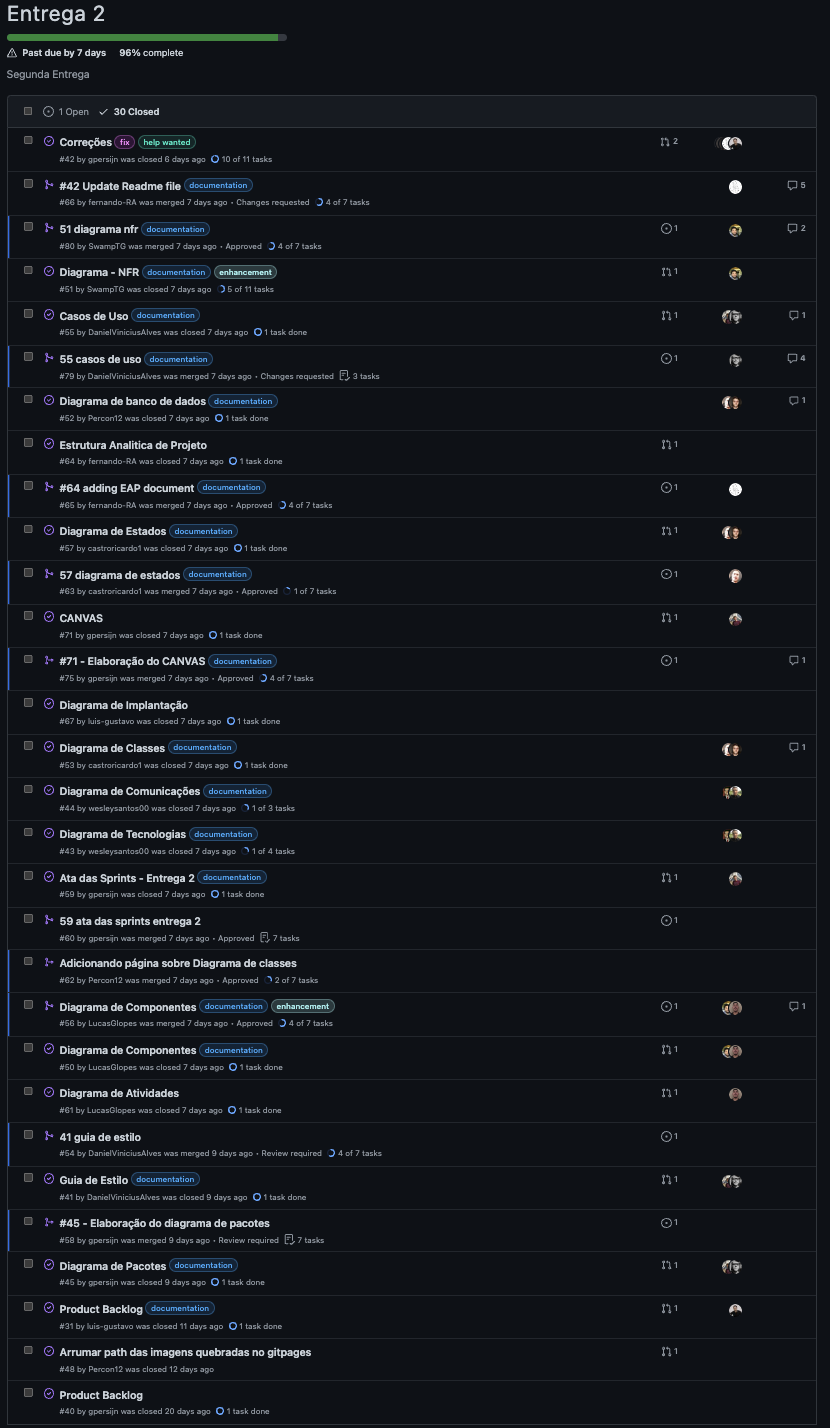 Entrega 2
Past due by 7 days 96% complete
Segunda Entrega
1 Open 30 Closed
Correções fix help wanted 2
#42 by gpersijn was closed 6 days ago 10 of 11 tasks
#42 Update Readme file documentation 5
#66 by fernando-RA was merged 7 days ago • Changes requested 4 of 7 tasks
51 diagrama nfr documentation 1 2
#80 by SwampTG was merged 7 days ago • Approved 4 of 7 tasks
Diagrama - NFR documentation enhancement 1
#51 by SwampTG was closed 7 days ago 5 of 11 tasks
Casos de Uso documentation 1 1
#55 by DanielViniciusAlves was closed 7 days ago 1 task done
55 casos de uso documentation 1 4
#79 by DanielViniciusAlves was merged 7 days ago • Changes requested 3 tasks
Diagrama de banco de dados documentation 1
#52 by Percon12 was closed 7 days ago 1 task done
Estrutura Analitica de Projeto 1
#64 by fernando-RA was closed 7 days ago 1 task done
#64 adding EAP document documentation 1
#65 by fernando-RA was merged 7 days ago • Approved 4 of 7 tasks
Diagrama de Estados documentation 1
#57 by castroricardo1 was closed 7 days ago 1 task done
57 diagrama de estados documentation 1
#63 by castroricardo1 was merged 7 days ago • Approved 1 of 7 tasks
CANVAS 1
#71 by gpersijn was closed 7 days ago 1 task done
#71 - Elaboração do CANVAS documentation 1 1
#75 by gpersijn was merged 7 days ago • Approved 4 of 7 tasks
Diagrama de Implantação
#67 by luis-gustavo was closed 7 days ago 1 task done
Diagrama de Classes documentation 1
#53 by castroricardo1 was closed 7 days ago 1 task done
Diagrama de Comunicações documentation
#44 by wesleysantos00 was closed 7 days ago 1 of 3 tasks
Diagrama de Tecnologias documentation
#43 by wesleysantos00 was closed 7 days ago 1 of 4 tasks
Ata das Sprints - Entrega 2 documentation 1
#59 by gpersijn was closed 7 days ago 1 task done
59 ata das sprints entrega 2 1
#60 by gpersijn was merged 7 days ago • Approved 7 tasks
Adicionando página sobre Diagrama de classes
#62 by Percon12 was merged 7 days ago • Approved 2 of 7 tasks
Diagrama de Componentes documentation enhancement 1 1
#56 by LucasGlopes was merged 7 days ago • Approved 4 of 7 tasks
Diagrama de Componentes documentation 1
#50 by LucasGlopes was closed 7 days ago 1 task done
Diagrama de Atividades 1
#61 by LucasGlopes was closed 7 days ago 1 task done
41 guia de estilo 1
#54 by DanielViniciusAlves was merged 9 days ago • Review required 4 of 7 tasks
Guia de Estilo documentation 1
#41 by DanielViniciusAlves was closed 9 days ago 1 task done
#45 - Elaboração do diagrama de pacotes 1
#58 by gpersijn was merged 9 days ago • Review required 7 tasks
Diagrama de Pacotes documentation 1
#45 by gpersijn was closed 9 days ago 1 task done
Product Backlog documentation 1
#31 by luis-gustavo was closed 11 days ago 1 task done
Arrumar path das imagens quebradas no gitpages 1
#48 by Percon12 was closed 12 days ago
Product Backlog
#40 by gpersijn was closed 20 days ago 1 task done